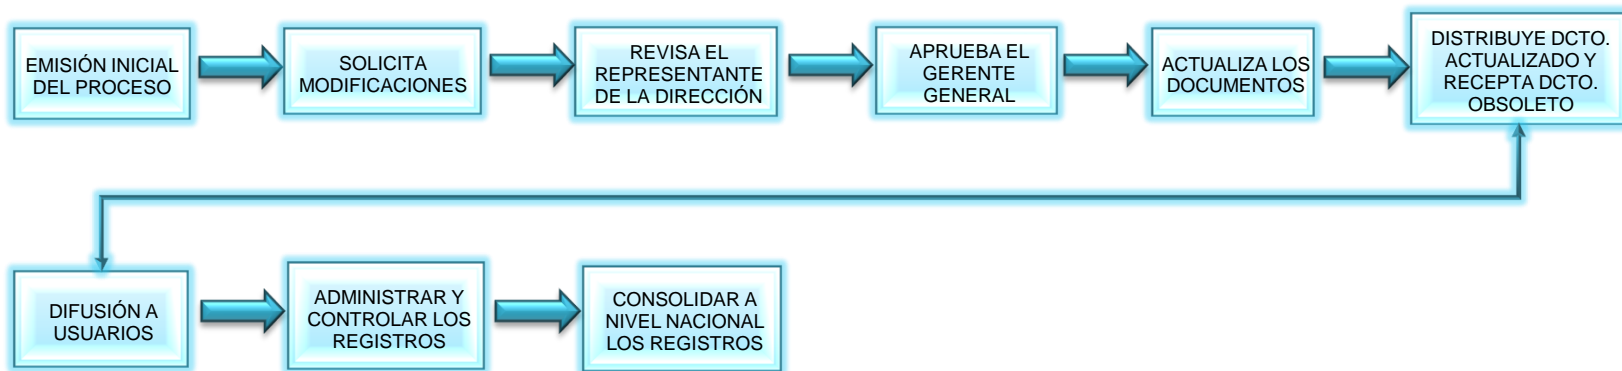 EMISIÓN INICIAL
DEL PROCESO
SOLICITA
MODIFICACIONES
REVISA EL
REPRESENTANTE
DE LA DIRECCIÓN
APRUEBA EL
GERENTE
GENERAL
ACTUALIZA LOS
DOCUMENTOS
DISTRIBUYE DCTO.
ACTUALIZADO Y
RECEPTA DCTO.
OBSOLETO
DIFUSIÓN A
USUARIOS
ADMINISTRAR Y
CONTROLAR LOS
REGISTROS
CONSOLIDAR A
NIVEL NACIONAL
LOS REGISTROS